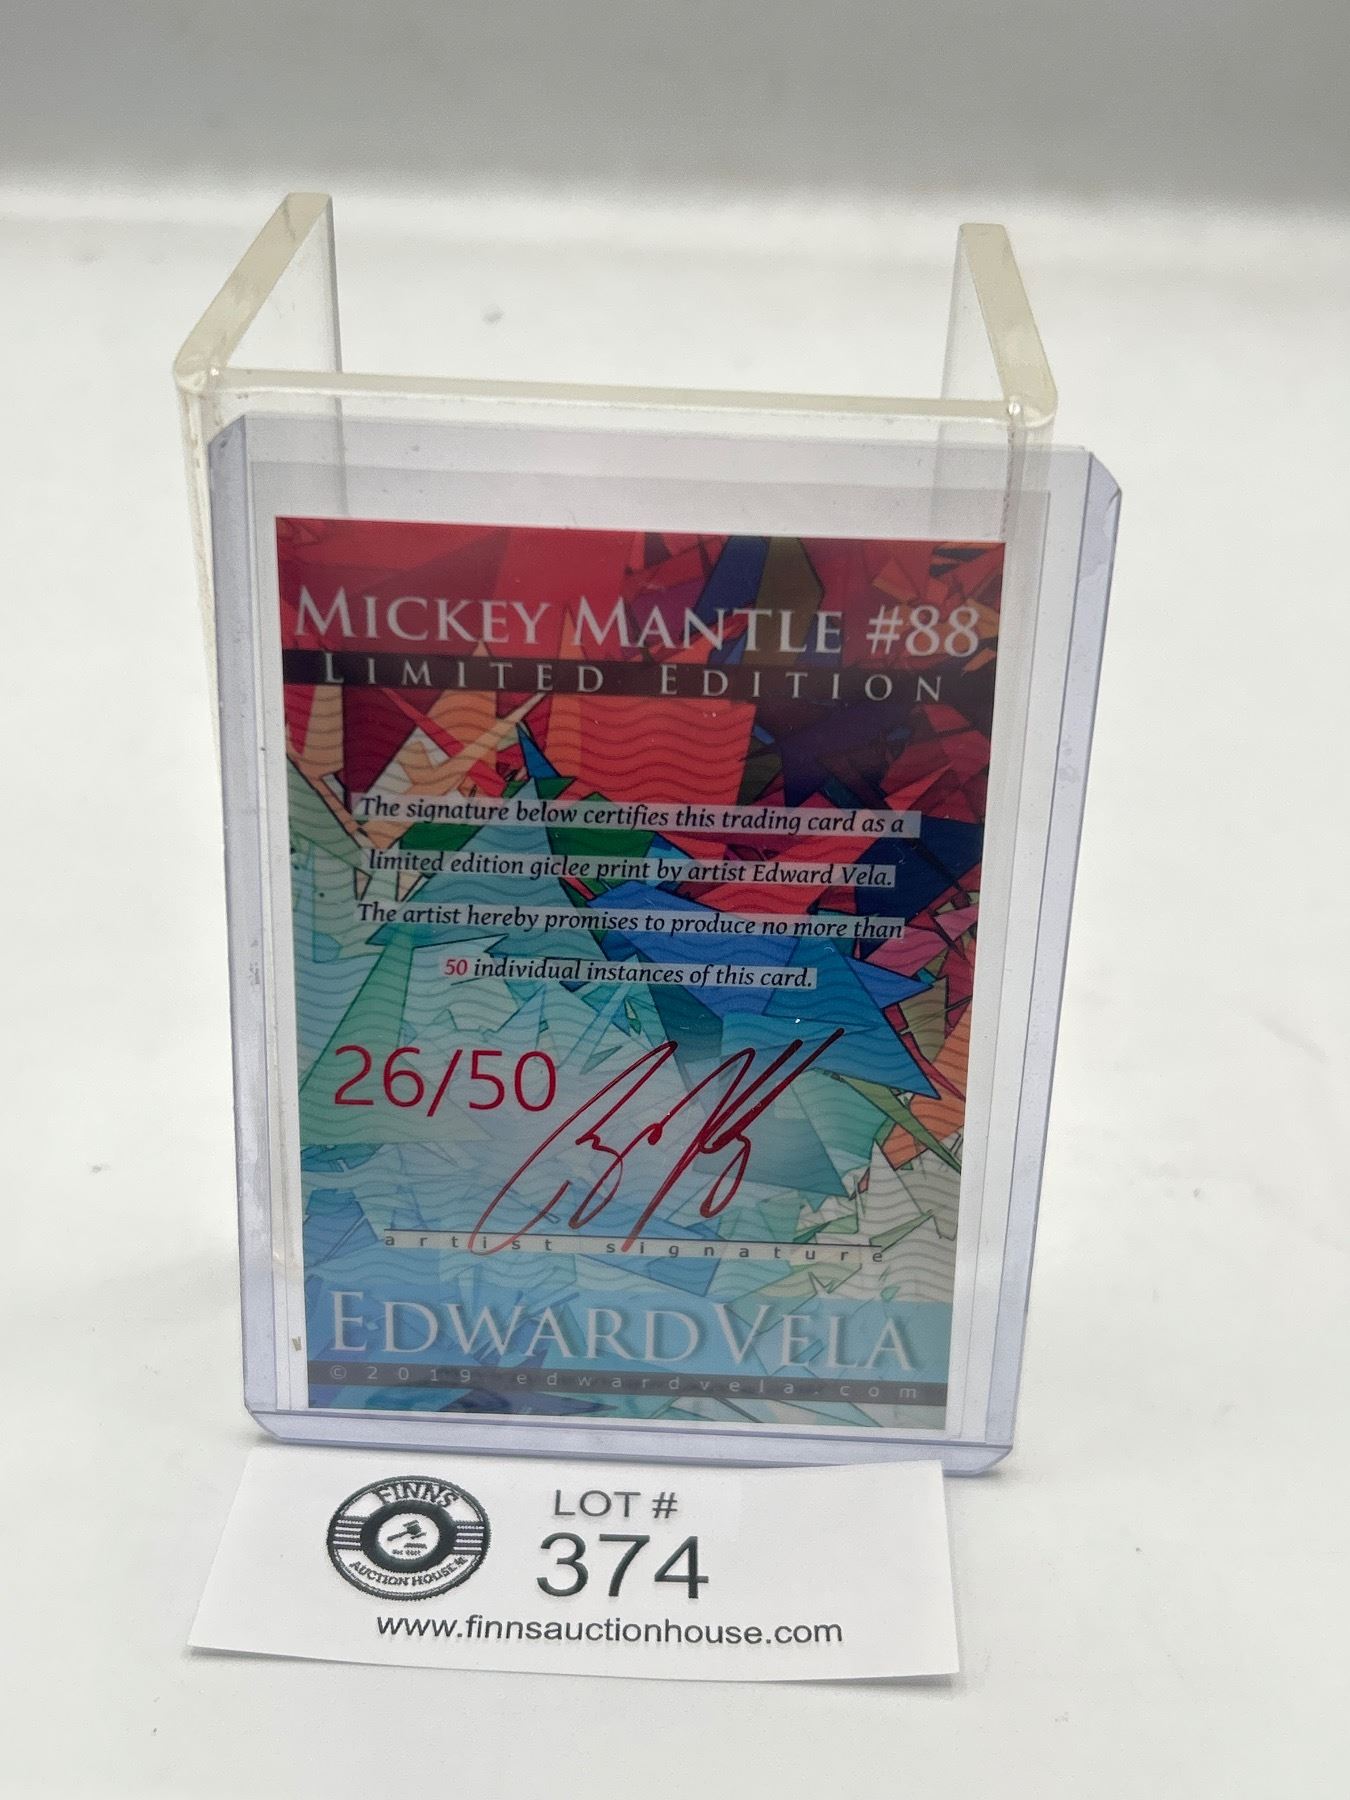 MICKEY MANTLE #88
LIMITED EDITION
The signature below certifies this trading card as a
limited edition giclee print by artist Edward Vela.
The artist hereby promises to produce no more than
50 individual instances of this card.
26/50
artist signature
EDWARD VELA
© 2019 edwardvela.com
FINNS
AUCTION HOUSE
LOT #
374
www.finnsauctionhouse.com